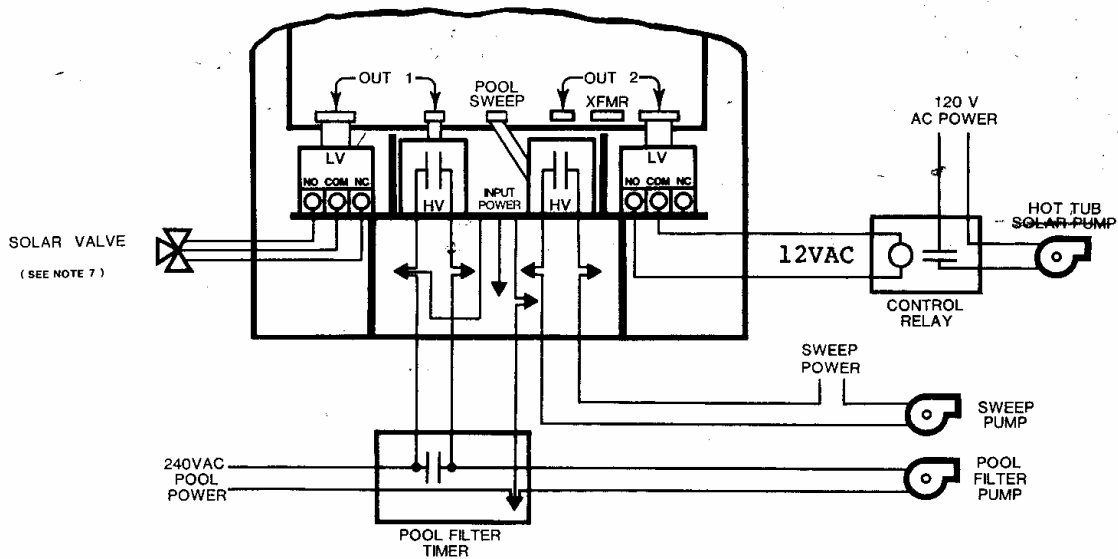 OUT 1
POOL
SWEEP
OUT 2
XFMR
120 V
AC POWER
LV
NO COM NC
HV
INPUT
POWER
HV
LV
NO COM NC
HOT TUB
SOLAR PUMP
SOLAR VALVE
( SEE NOTE 7 )
12VAC
CONTROL
RELAY
SWEEP
POWER
SWEEP
PUMP
240VAC
POOL
POWER
POOL
FILTER
PUMP
POOL FILTER
TIMER